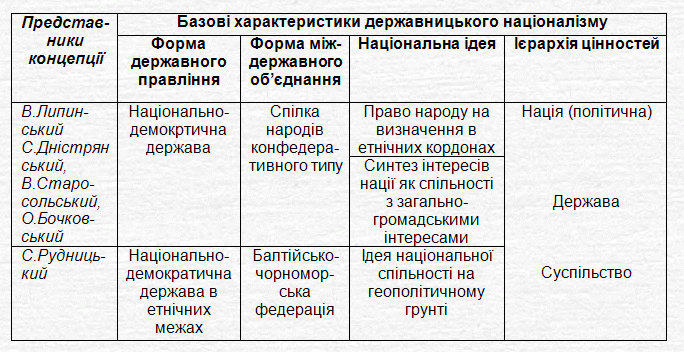 Представ-
ники
концепції
Базові характеристики державницького націоналізму
Форма
державного
правління
Форма між-
державного
об’єднання
Національна ідея
Ієрархія цінностей
В.Липин-
ський
С.Дністрян
ський,
В.Старо-
сольський,
О.Бочков-
ський
Національно-
демокртична
держава
Спілка
народів
конфедера-
тивного типу
Право народу на
визначення в
етнічних кордонах
Синтез інтересів
нації як спільності
з загально-
громадськими
інтересами
Нація (політична)
Держава
Суспільство
С.Рудниць-
кий
Національно-
демократична
держава в
етнічних
межах
Балтійсько-
чорномор-
ська
федерація
Ідея національної
спільності на
геополітичному
грунті